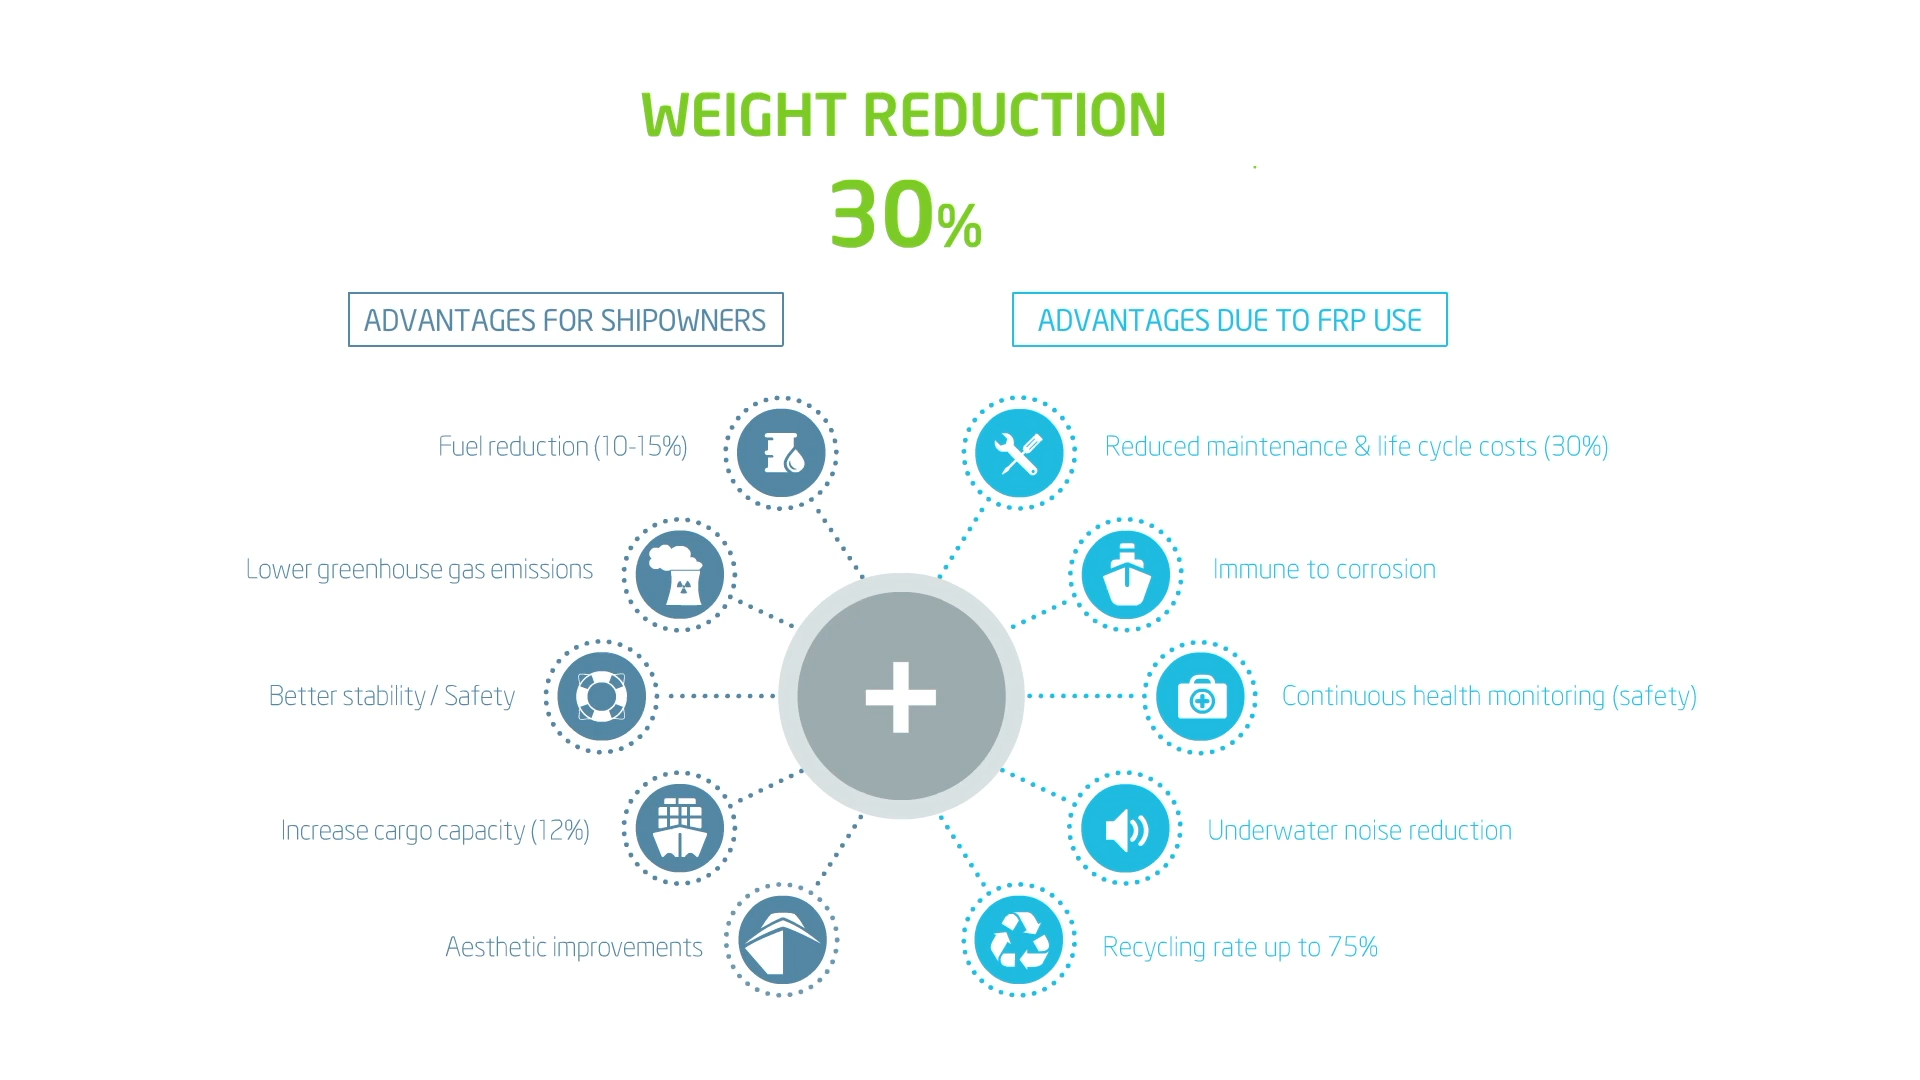 WEIGHT REDUCTION
30%
ADVANTAGES FOR SHIPOWNERS
Fuel reduction (10-15%)
Lower greenhouse gas emissions
Better stability / Safety
Increase cargo capacity (12%)
Aesthetic improvements
ADVANTAGES DUE TO FRP USE
Reduced maintenance & life cycle costs (30%)
Immune to corrosion
Continuous health monitoring (safety)
Underwater noise reduction
Recycling rate up to 75%